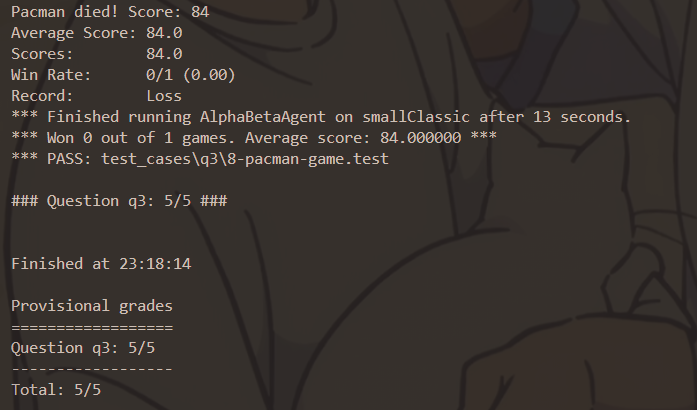 Pacman died! Score: 84
Average Score: 84.0
Scores:        84.0
Win Rate:      0/1 (0.00)
Record:        Loss
*** Finished running AlphaBetaAgent on smallClassic after 13 seconds.
*** Won 0 out of 1 games. Average score: 84.000000 ***
*** PASS: test_cases\q3\8-pacman-game.test
### Question q3: 5/5 ###
Finished at 23:18:14
Provisional grades
==================
Question q3: 5/5
------------------
Total: 5/5